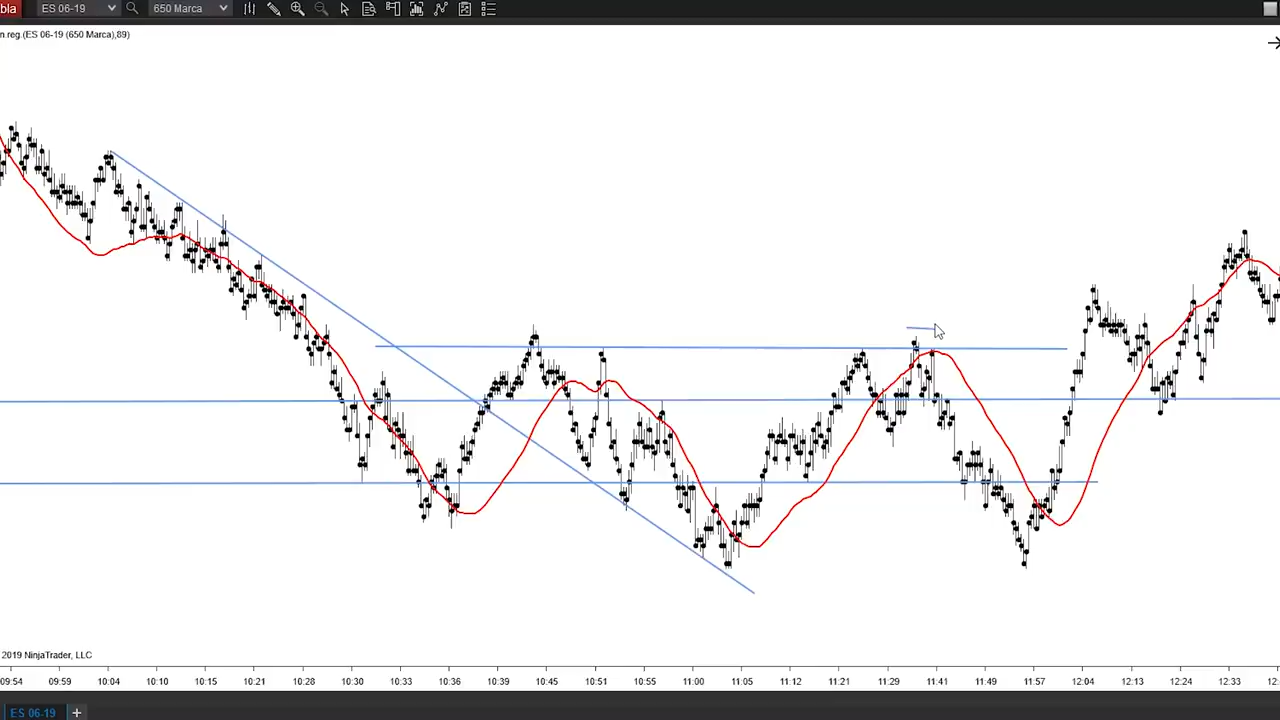 bla ES 06-19 650 Marca
n.reg.(ES 06-19 (650 Marca),89)
2019 NinjaTrader, LLC
09:54 09:59 10:04 10:10 10:15 10:21 10:28 10:30 10:33 10:36 10:40 10:45 10:51 10:55 11:00 11:05 11:12 11:21 11:29 11:41 11:49 11:57 12:04 12:13 12:24 12:33 12:
ES 06-19 +